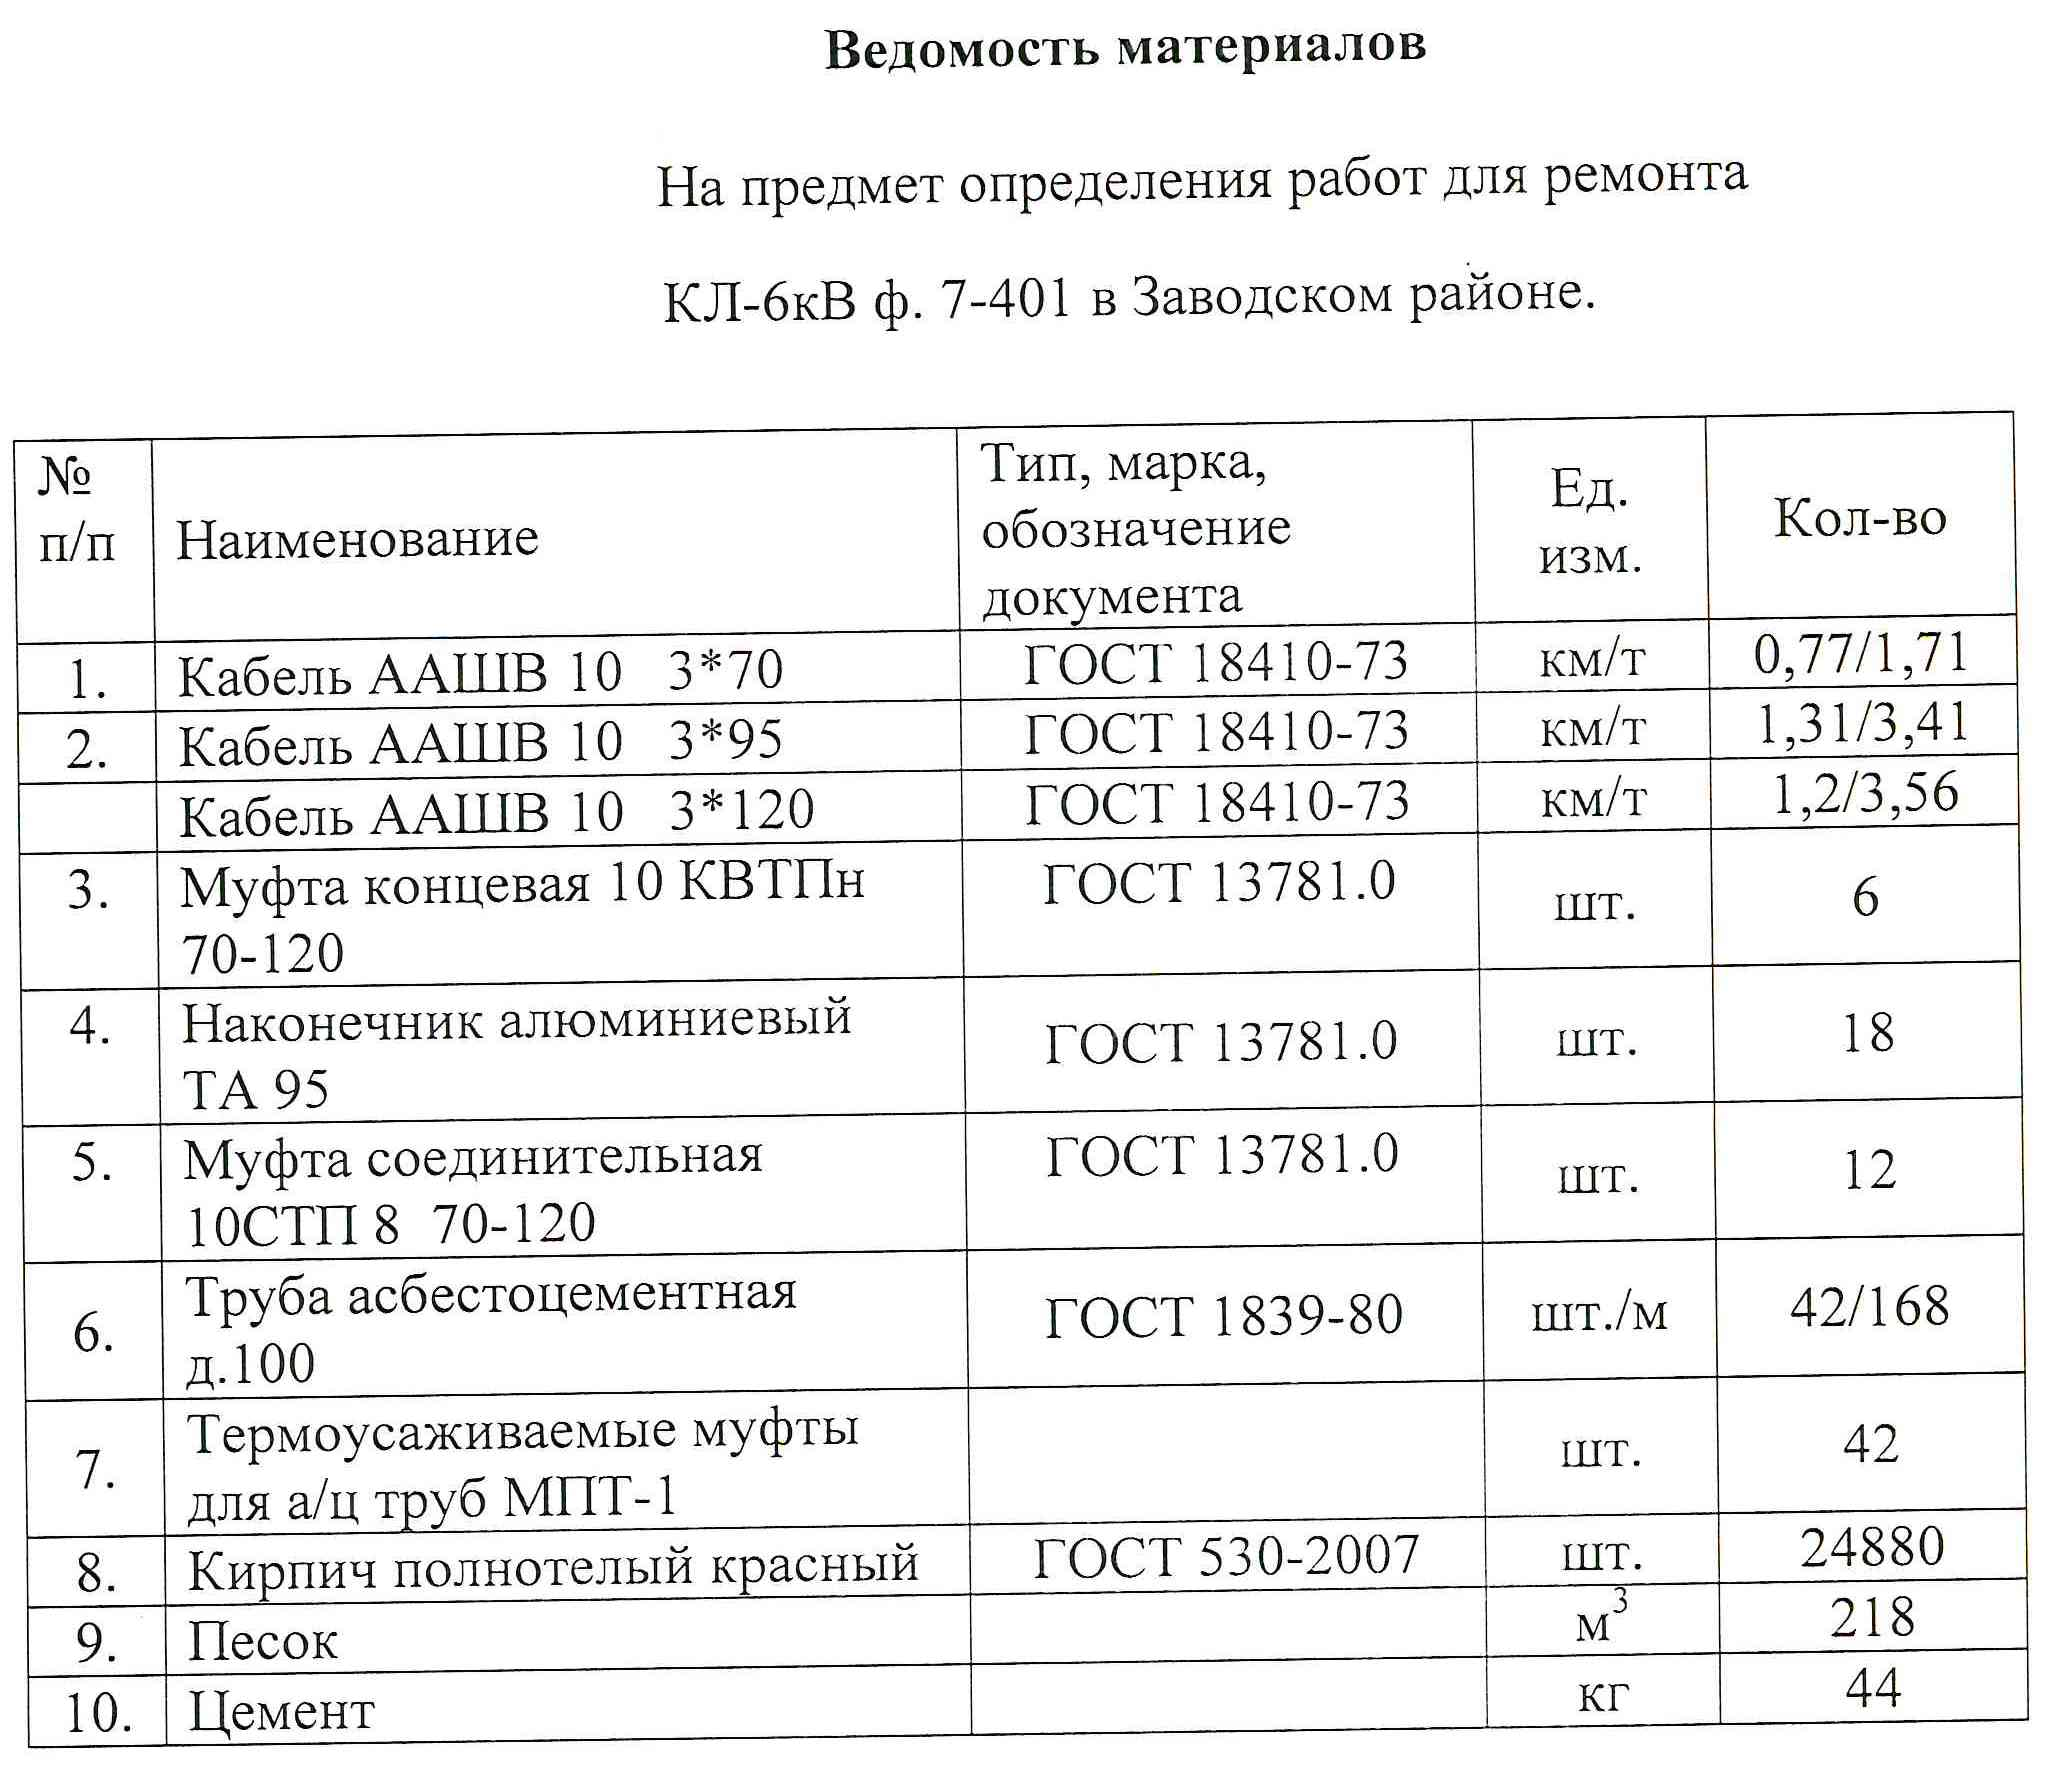 Ведомость материалов
На предмет определения работ для ремонта
КЛ-6кВ ф. 7-401 в Заводском районе.
№ п/п Наименование Тип, марка, обозначение документа Ед. изм. Кол-во
1. Кабель ААШВ 10 3*70 ГОСТ 18410-73 км/т 0,77/1,71
2. Кабель ААШВ 10 3*95 ГОСТ 18410-73 км/т 1,31/3,41
Кабель ААШВ 10 3*120 ГОСТ 18410-73 км/т 1,2/3,56
3. Муфта концевая 10 КВТПн ГОСТ 13781.0 шт. 6
70-120
4. Наконечник алюминиевый ГОСТ 13781.0 шт. 18
ТА 95
5. Муфта соединительная ГОСТ 13781.0 шт. 12
10СТП 8 70-120
6. Труба асбестоцементная ГОСТ 1839-80 шт./м 42/168
д.100
7. Термоусаживаемые муфты шт. 42
для а/ц труб МПТ-1
8. Кирпич полнотелый красный ГОСТ 530-2007 шт. 24880
9. Песок м³ 218
10. Цемент кг 44